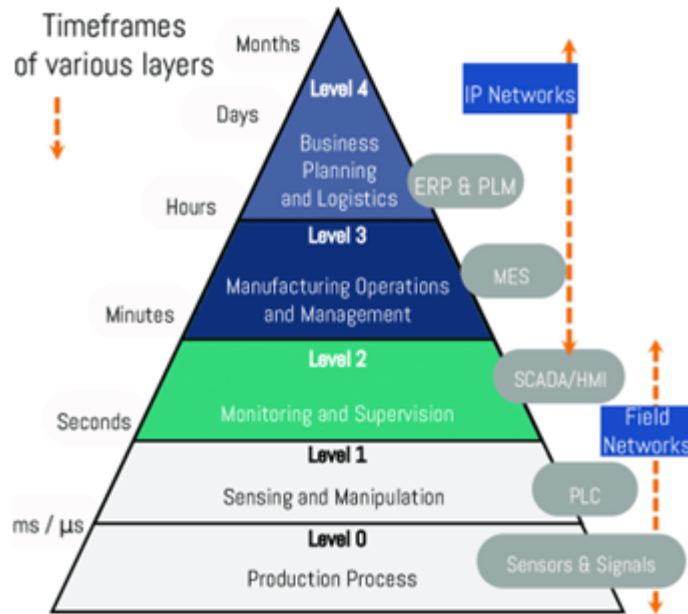 Timeframes
of various layers
Months
Days
Hours
Minutes
Seconds
ms / µs
Level 4
Business
Planning
and Logistics
Level 3
Manufacturing Operations
and Management
Level 2
Monitoring and Supervision
Level 1
Sensing and Manipulation
Level 0
Production Process
ERP & PLM
MES
SCADA/HMI
PLC
Sensors & Signals
IP Networks
Field
Networks